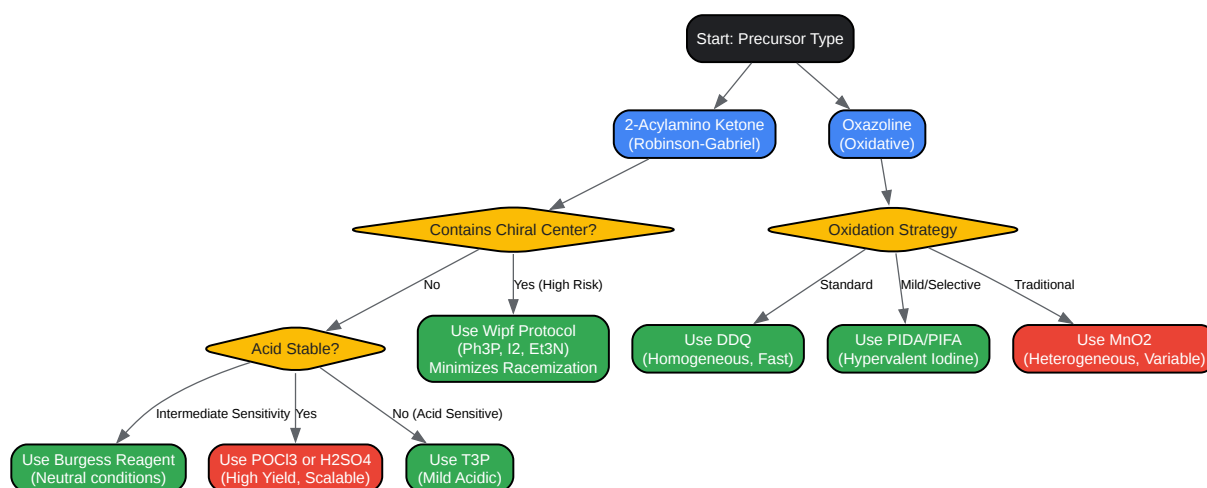 Start: Precursor Type
2-Acylamino Ketone
(Robinson-Gabriel)
Oxazoline
(Oxidative)
Contains Chiral Center?
Oxidation Strategy
No
Yes (High Risk)
Standard
Mild/Selective
Traditional
Acid Stable?
Use Wipf Protocol
(Ph3P, I2, Et3N)
Minimizes Racemization
Use DDQ
(Homogeneous, Fast)
Use PIDA/PIFA
(Hypervalent Iodine)
Use MnO2
(Heterogeneous, Variable)
Intermediate Sensitivity
Yes
No (Acid Sensitive)
Use Burgess Reagent
(Neutral conditions)
Use POCl3 or H2SO4
(High Yield, Scalable)
Use T3P
(Mild Acidic)